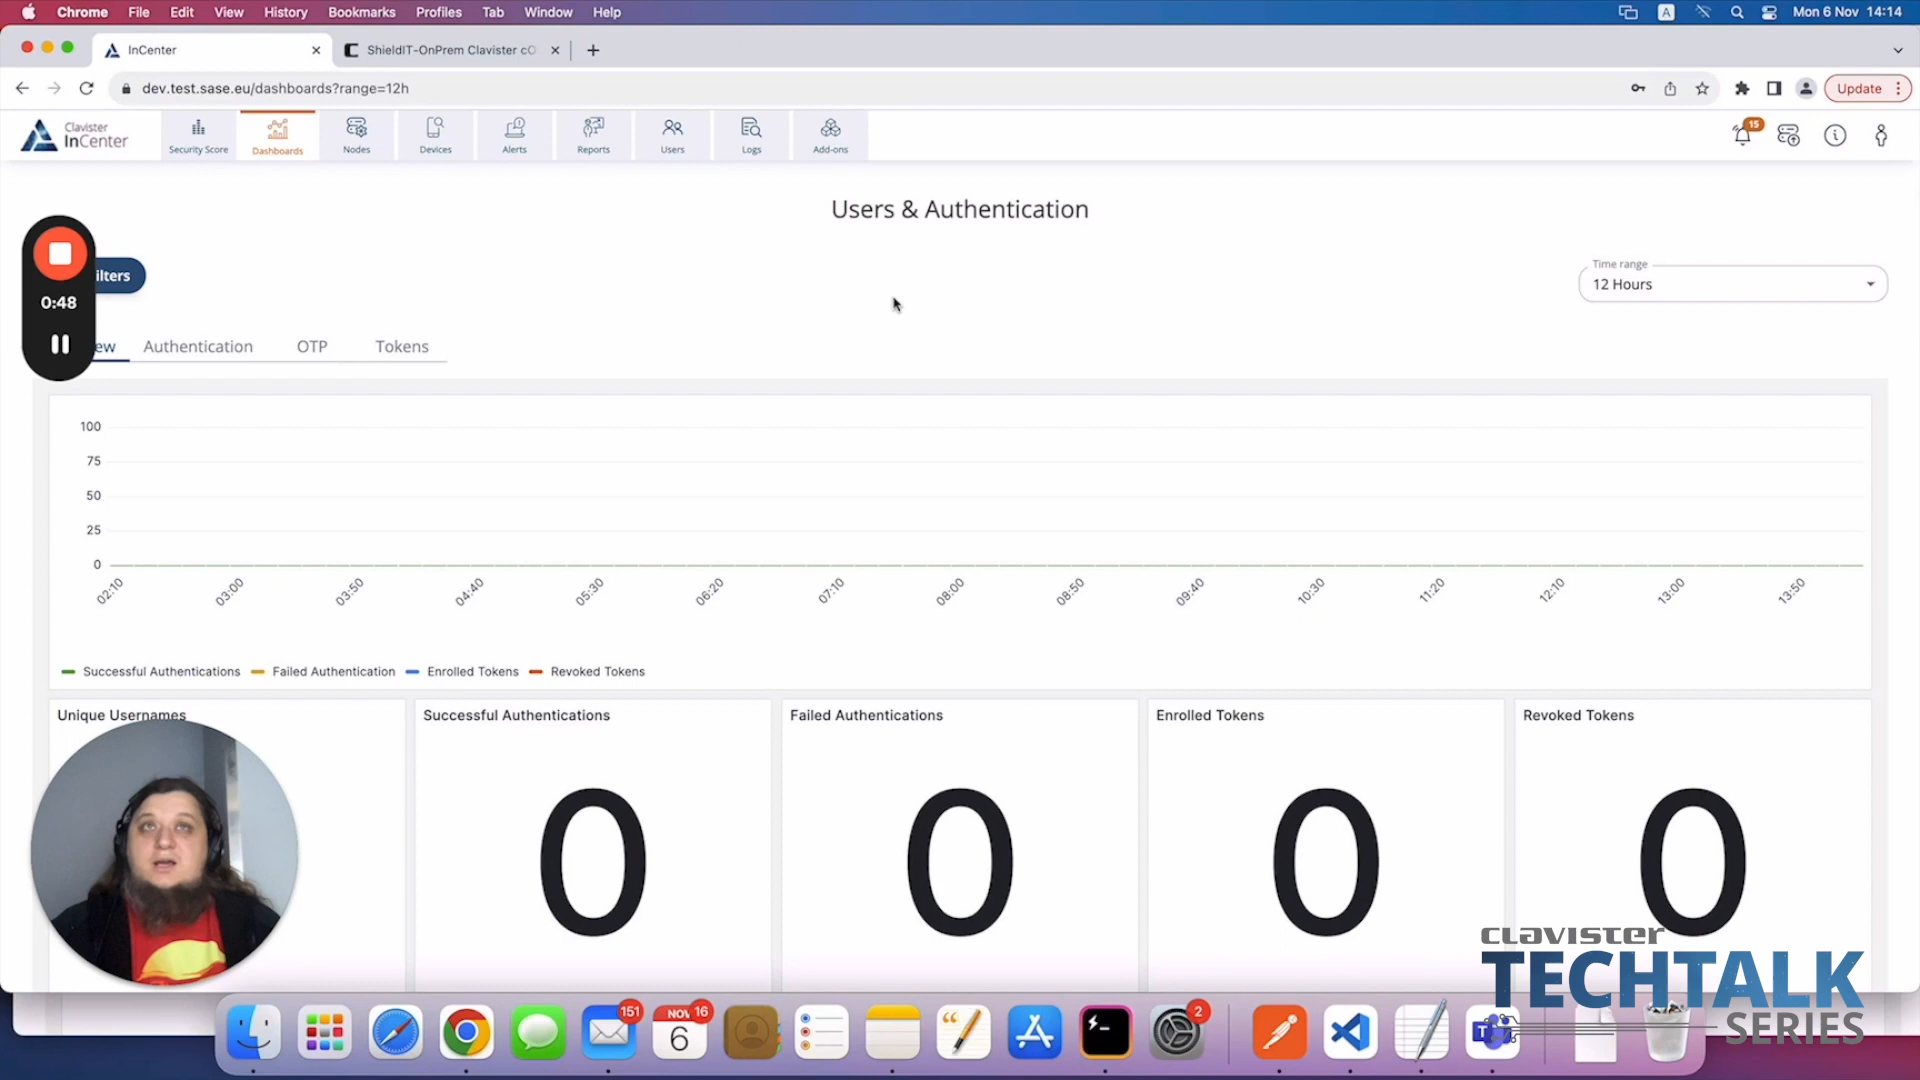 Chrome File Edit View History Bookmarks Profiles Tab Window Help
A
Mon 6 Nov 14:14
InCenter
ShieldIT-OnPrem Clavister cO
dev.test.sase.eu/dashboards?range=12h
Update
Clavister
InCenter
Security Score
Dashboards
Nodes
Devices
Alerts
Reports
Users
Logs
Add-ons
15
Users & Authentication
ilters
0:48
Time range
12 Hours
ew
Authentication
OTP
Tokens
100
75
50
25
0
02:10
03:00
03:50
04:40
05:30
06:20
07:10
08:00
08:50
09:40
10:30
11:20
12:10
13:00
13:50
Successful Authentications
Failed Authentication
Enrolled Tokens
Revoked Tokens
Unique Usernames
Successful Authentications
Failed Authentications
Enrolled Tokens
Revoked Tokens
0
0
0
0
CLAVISTER
TECHTALK
SERIES
151
NOV
16
6
2
T